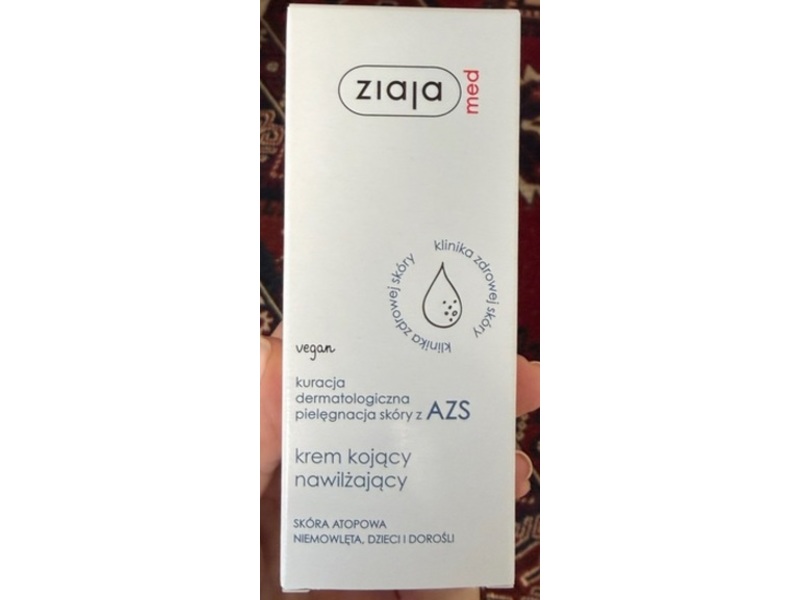 ziaja
med
klinika zdrowej skóry
klinika zdrowej skóry
vegan
kuracja
dermatologiczna
pielęgnacja skóry z AZS
krem kojący
nawilżający
SKÓRA ATOPOWA
NIEMOWLĘTA, DZIECI I DOROŚLI